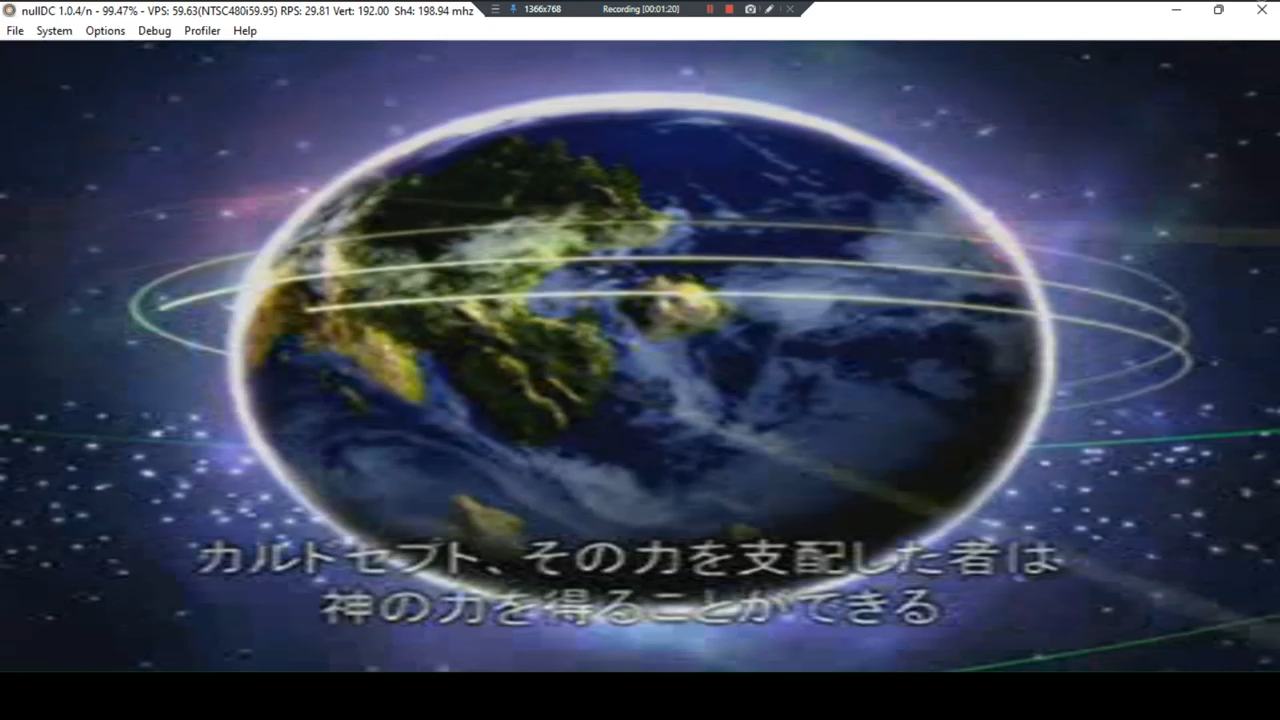 nullDC 1.0.4/n - 99.47% - VPS: 59.63(NTSC480i59.95) RPS: 29.81 Vert: 192.00 Sh4: 198.94 mhz
1366x768
Recording [00:01:20]
File System Options Debug Profiler Help
カルドセプト、その力を支配した者は
神の力を得ることができる